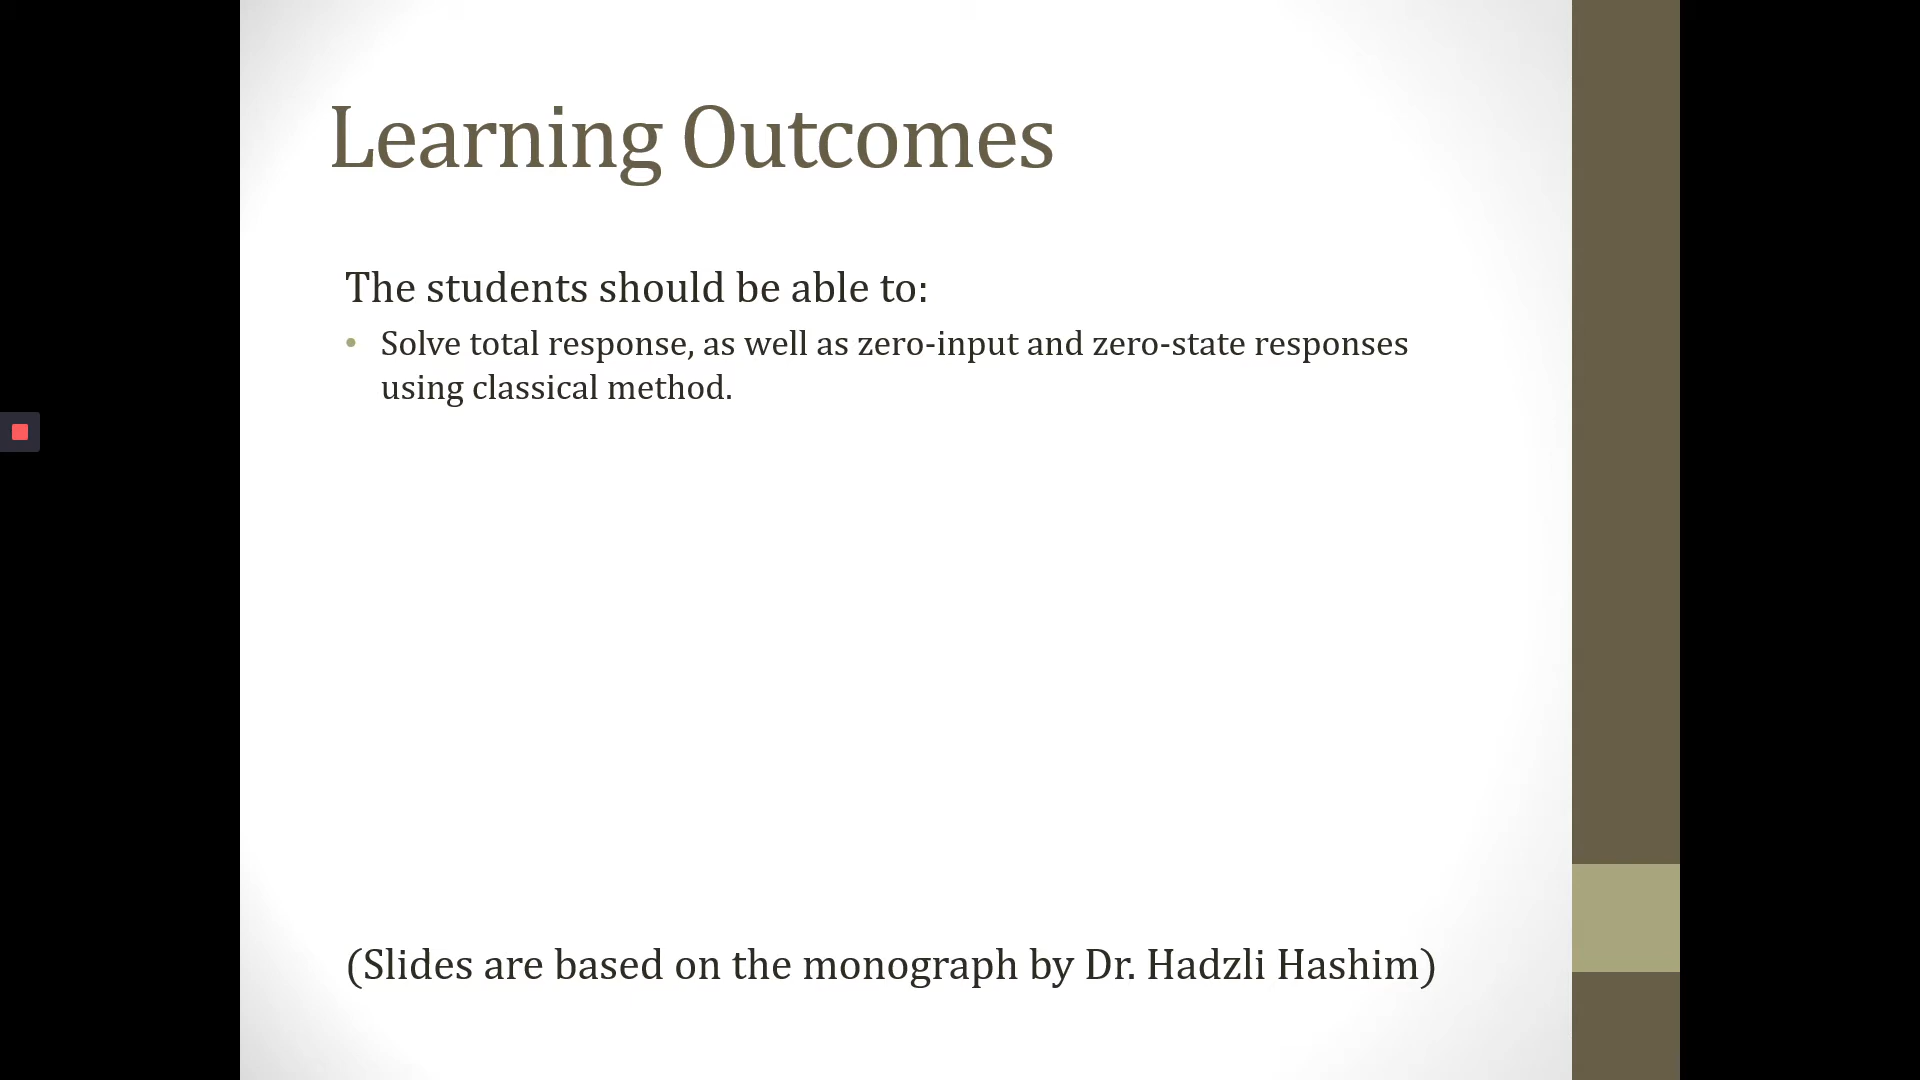 Learning Outcomes
The students should be able to:
• Solve total response, as well as zero-input and zero-state responses
using classical method.
(Slides are based on the monograph by Dr. Hadzli Hashim)